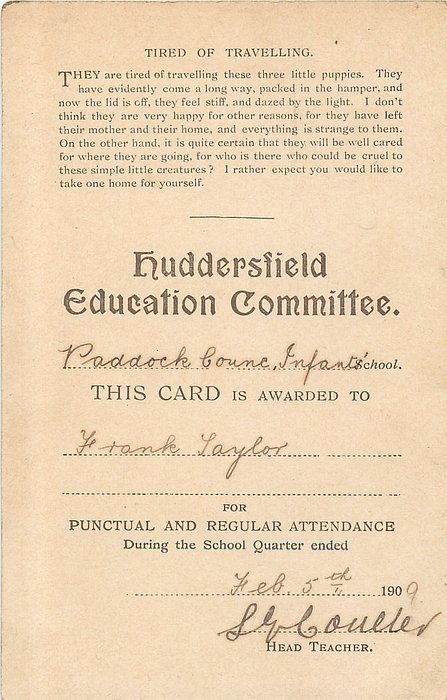 TIRED OF TRAVELLING.
THEY are tired of travelling these three little puppies. They
have evidently come a long way, packed in the hamper, and
now the lid is off, they feel stiff, and dazed by the light. I don't
think they are very happy for other reasons, for they have left
their mother and their home, and everything is strange to them.
On the other hand, it is quite certain that they will be well cared
for where they are going, for who is there who could be cruel to
these simple little creatures? I rather expect you would like to
take one home for yourself.
Huddersfield
Education Committee.
Paddock Counc. Infants' School.
THIS CARD IS AWARDED TO
Frank Taylor
FOR
PUNCTUAL AND REGULAR ATTENDANCE
During the School Quarter ended
Feb. 5th 1909.
Coulter
HEAD TEACHER.